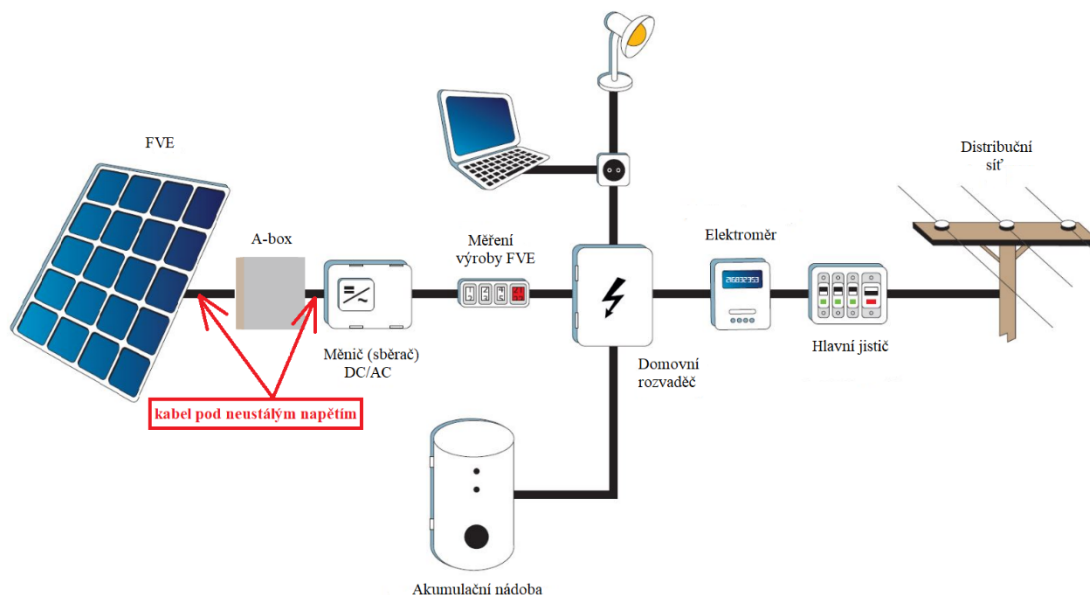 FVE
A-box
Měření
výroby FVE
Elektroměr
Distribuční
síť
Měnič (sběrač)
DC/AC
kabel pod neustálým napětím
Domovní
rozvaděč
Hlavní jistič
Akumulační nádoba